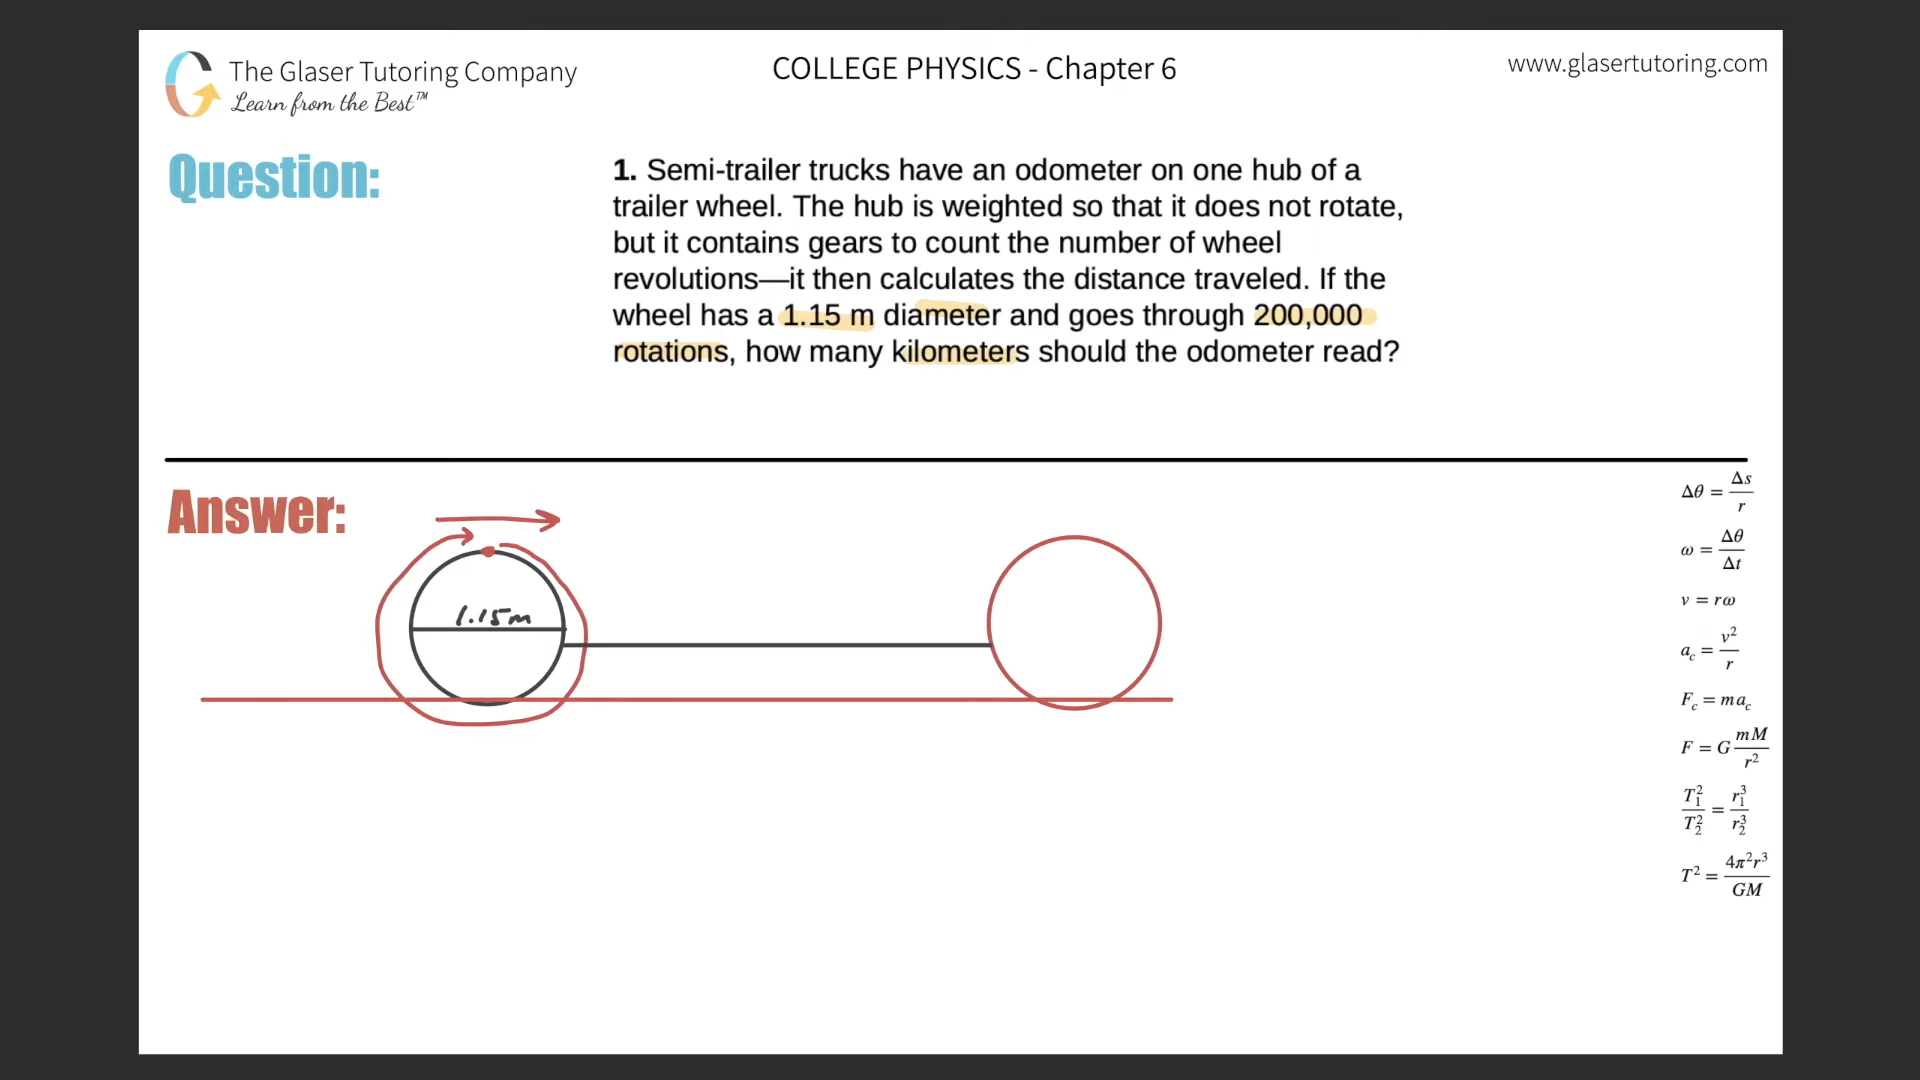 The Glaser Tutoring Company
Learn from the Best™
COLLEGE PHYSICS - Chapter 6
www.glasertutoring.com
Question:
1. Semi-trailer trucks have an odometer on one hub of a
trailer wheel. The hub is weighted so that it does not rotate,
but it contains gears to count the number of wheel
revolutions—it then calculates the distance traveled. If the
wheel has a 1.15 m diameter and goes through 200,000
rotations, how many kilometers should the odometer read?
Answer:
1.15m
Δθ = Δs/r
ω = Δθ/Δt
v = rω
a_c = v²/r
F_c = ma_c
F = G mM/r²
T₁²/T₂² = r₁³/r₂³
T² = 4π²r³/GM